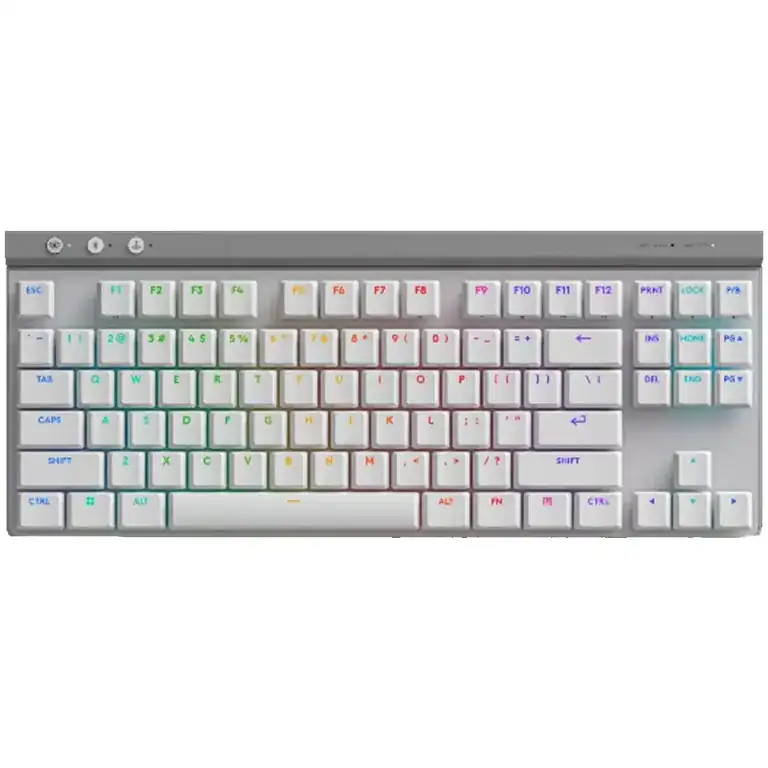 ESC F1 F2 F3 F4 F5 F6 F7 F8 F9 F10 F11 F12 PRNT LOCK P/B
` ~ 1 ! 2 @ 3 # 4 $ 5 % 6 ^ 7 & 8 * 9 ( 0 ) - _ = + ← INS HOME PG▲
TAB Q W E R T Y U I O P [ { ] } \ | DEL END PG▼
CAPS A S D F G H J K L ; : ' " ↵
SHIFT Z X C V B N M , < . > / ? SHIFT ▲
CTRL ALT — ALT FN CTRL ◄ ▼ ►